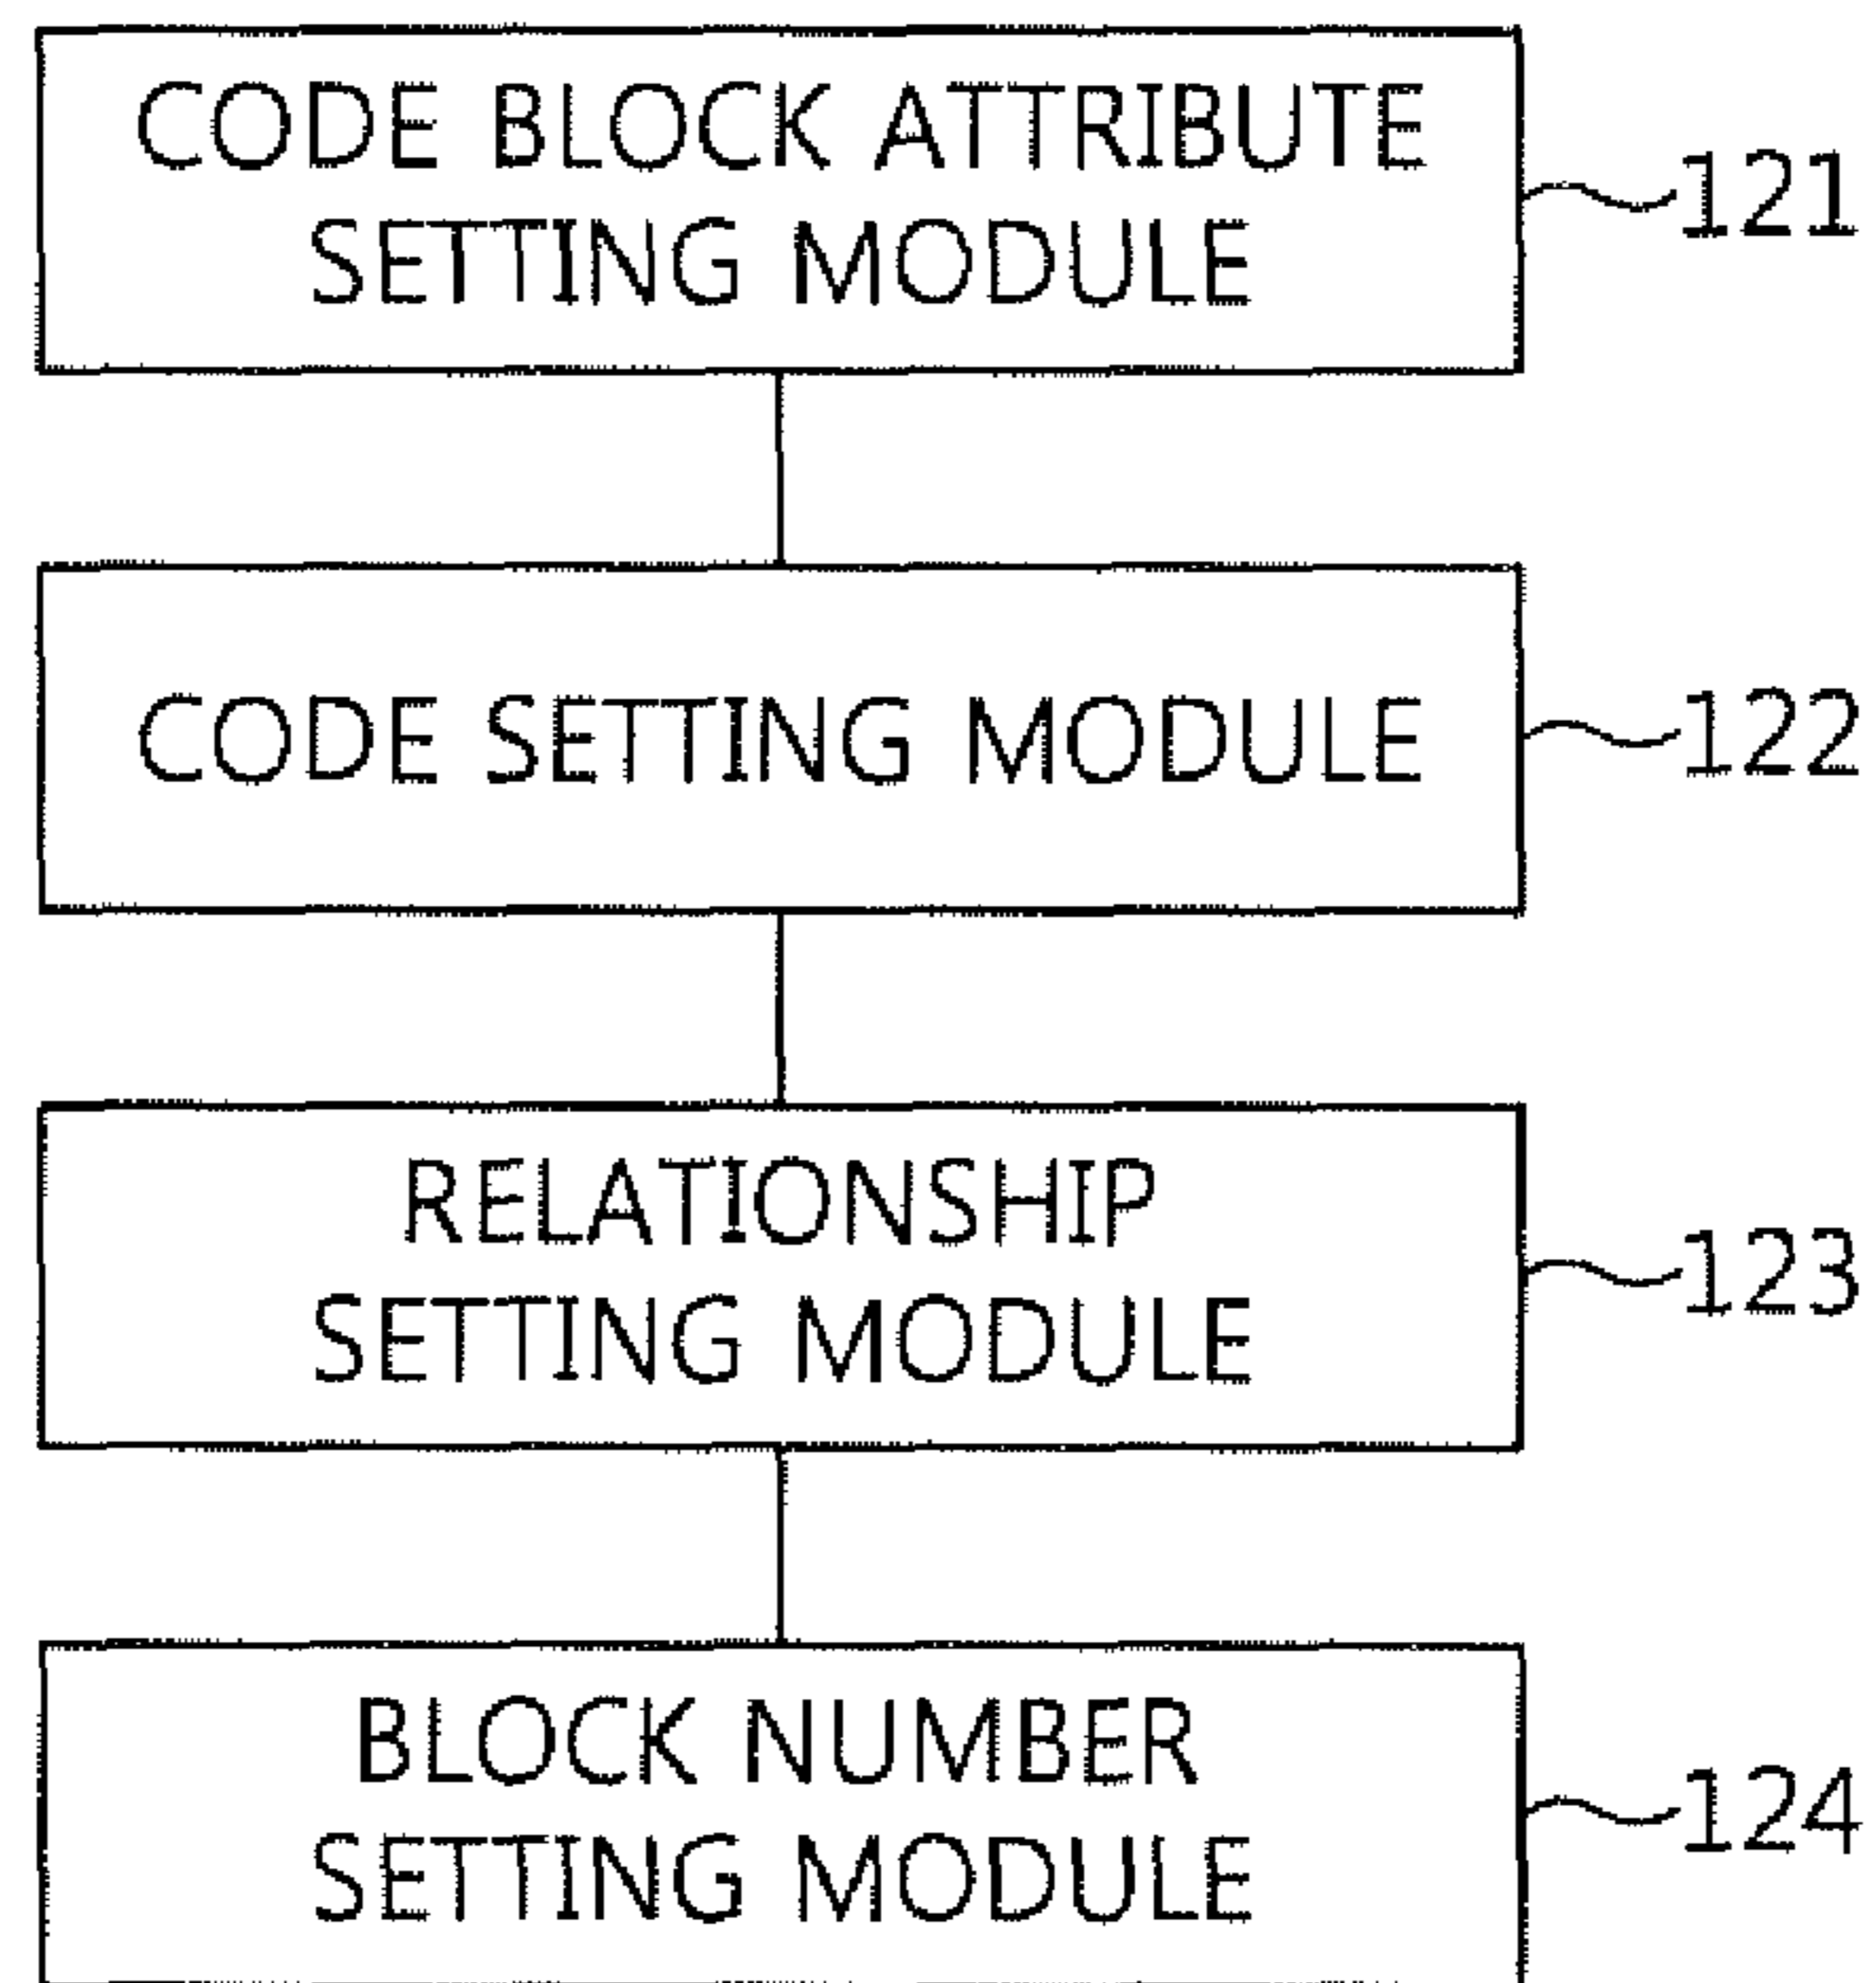 CODE BLOCK ATTRIBUTE
SETTING MODULE
121
CODE SETTING MODULE
122
RELATIONSHIP
SETTING MODULE
123
BLOCK NUMBER
SETTING MODULE
124